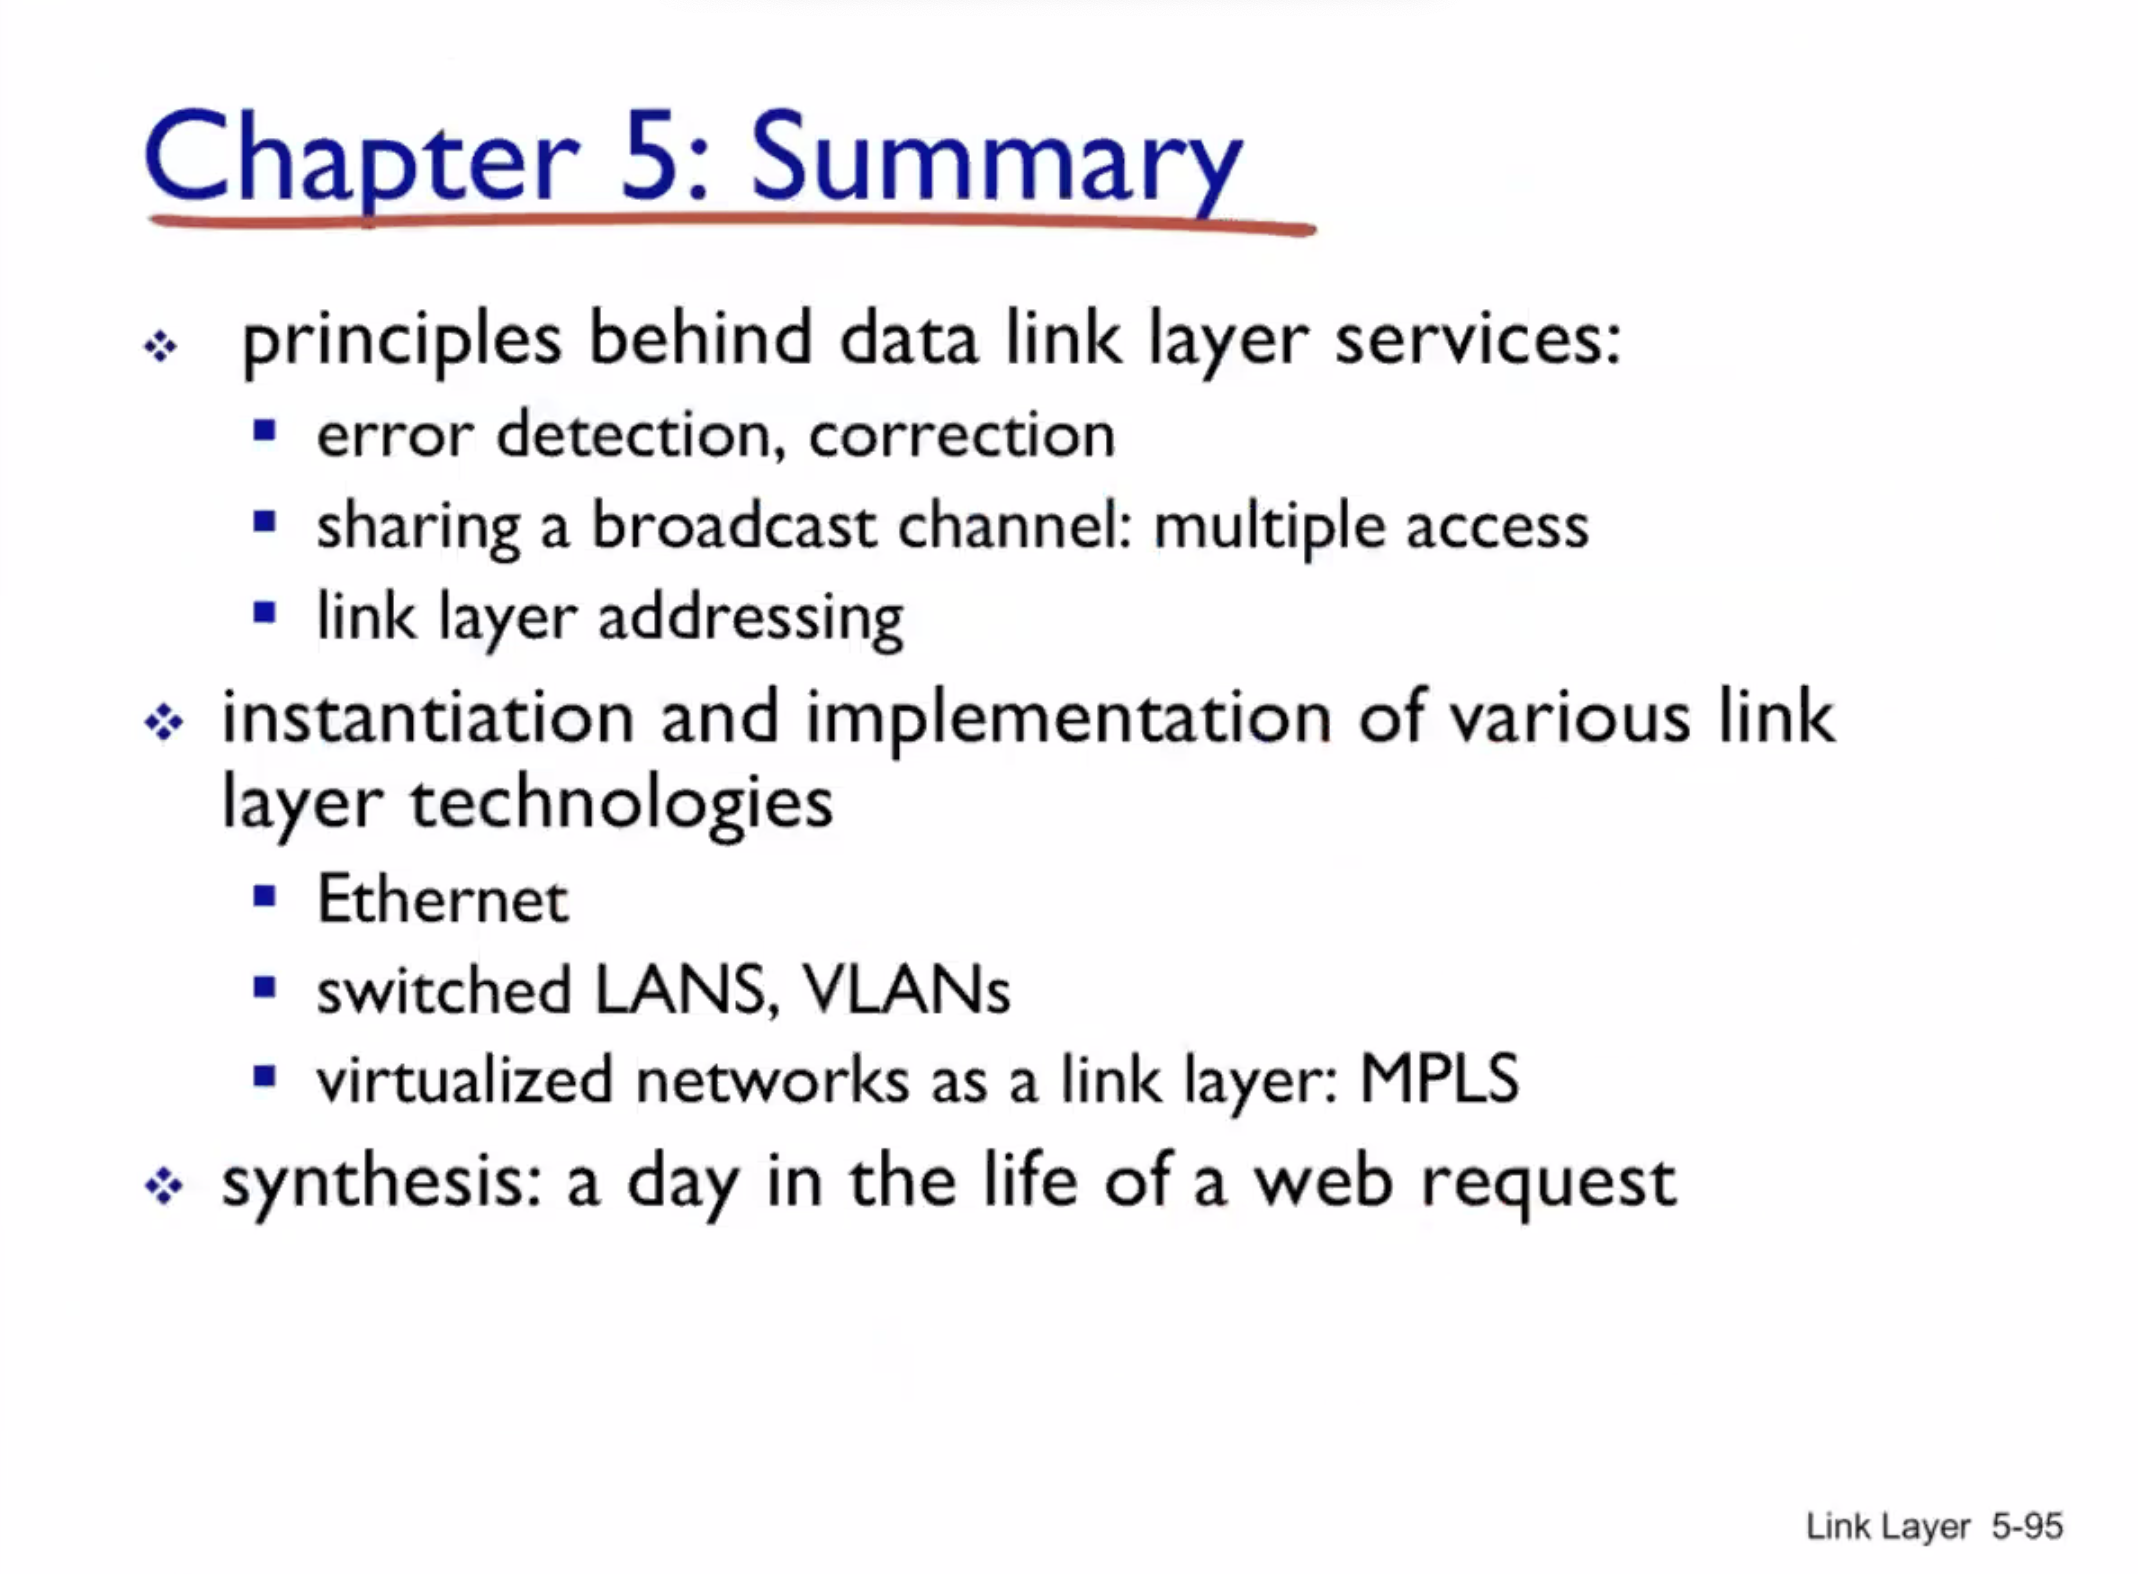 Chapter 5: Summary
principles behind data link layer services:
error detection, correction
sharing a broadcast channel: multiple access
link layer addressing
instantiation and implementation of various link
layer technologies
Ethernet
switched LANS, VLANs
virtualized networks as a link layer: MPLS
synthesis: a day in the life of a web request
Link Layer 5-95